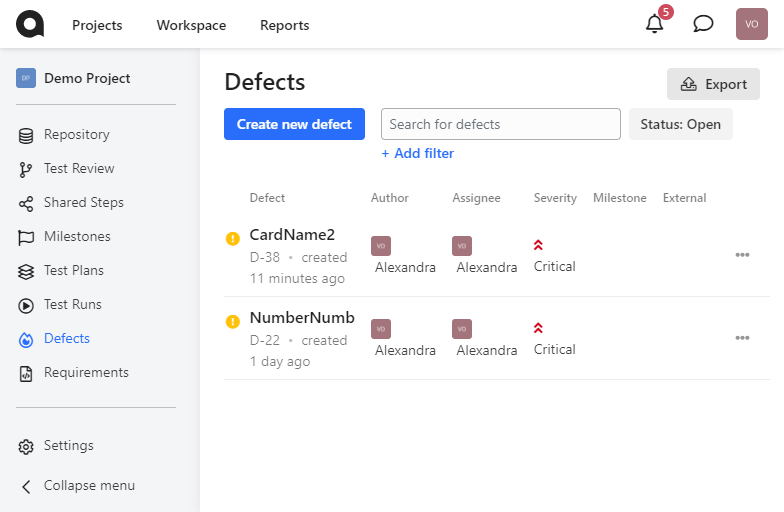 Projects
Workspace
Reports
5
VO
DP
Demo Project
Repository
Test Review
Shared Steps
Milestones
Test Plans
Test Runs
Defects
Requirements
Settings
Collapse menu
Defects
Export
Create new defect
Search for defects
Status: Open
+ Add filter
Defect Author Assignee Severity Milestone External
CardName2
D-38 • created
11 minutes ago
VO
Alexandra
VO
Alexandra
Critical
NumberNumb
D-22 • created
1 day ago
VO
Alexandra
VO
Alexandra
Critical